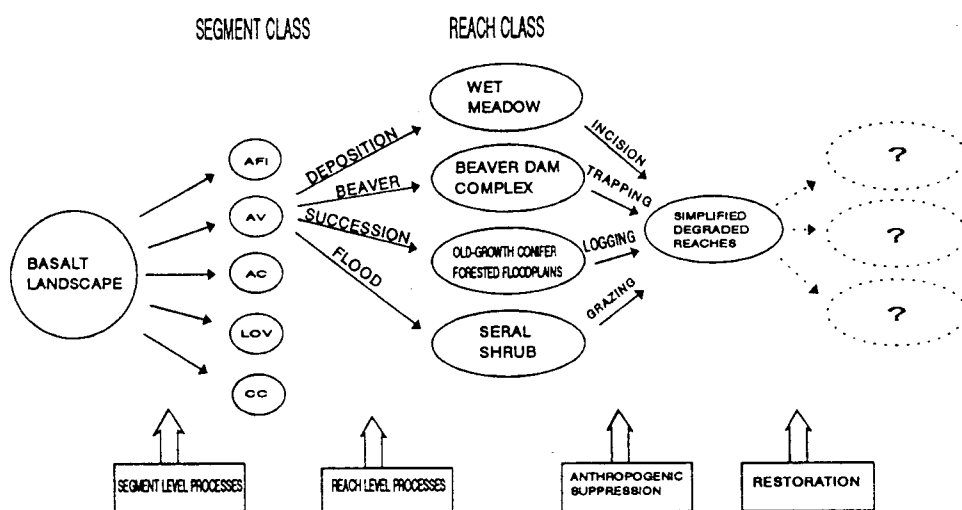 SEGMENT CLASS
REACH CLASS
BASALT
LANDSCAPE
AFI
AV
AC
LOV
CC
DEPOSITION
BEAVER
SUCCESSION
FLOOD
WET
MEADOW
BEAVER DAM
COMPLEX
OLD-GROWTH CONIFER
FORESTED FLOODPLAINS
SERAL
SHRUB
INCISION
TRAPPING
LOGGING
GRAZING
SIMPLIFIED
DEGRADED
REACHES
?
?
?
SEGMENT LEVEL PROCESSES
REACH LEVEL PROCESSES
ANTHROPOGENIC
SUPPRESSION
RESTORATION